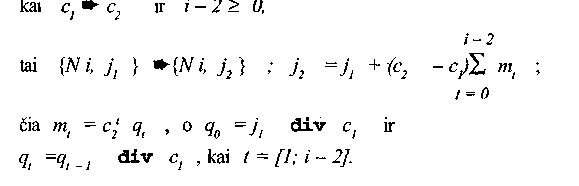 kai c₁ ➨ c₂ ir i – 2 ≥ 0,
i – 2
tai {N i, j₁ } ➨{N i, j₂ } ; j₂ = j₁ + (c₂ – c₁)∑ mₜ ;
t = 0
čia mₜ = c₂ᵗ qₜ , o q₀ = j₁ div c₁ ir
qₜ =qₜ₋₁ div c₁ , kai t = [1; i – 2].